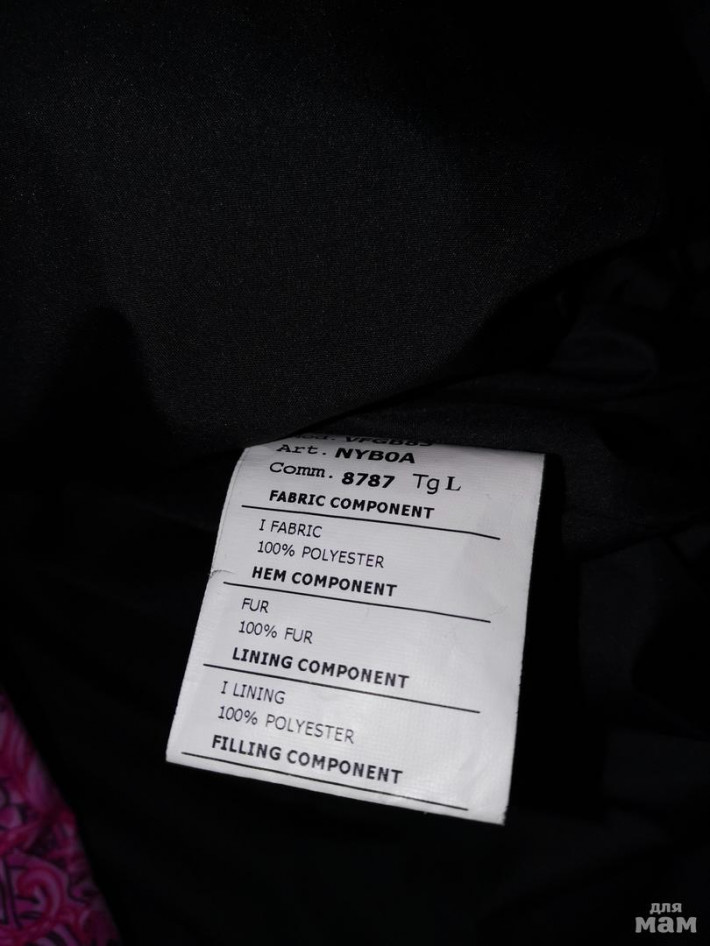 Art. NYB0A
Comm. 8787 Tg L
FABRIC COMPONENT
I FABRIC
100% POLYESTER
HEM COMPONENT
FUR
100% FUR
LINING COMPONENT
I LINING
100% POLYESTER
FILLING COMPONENT
для
мам